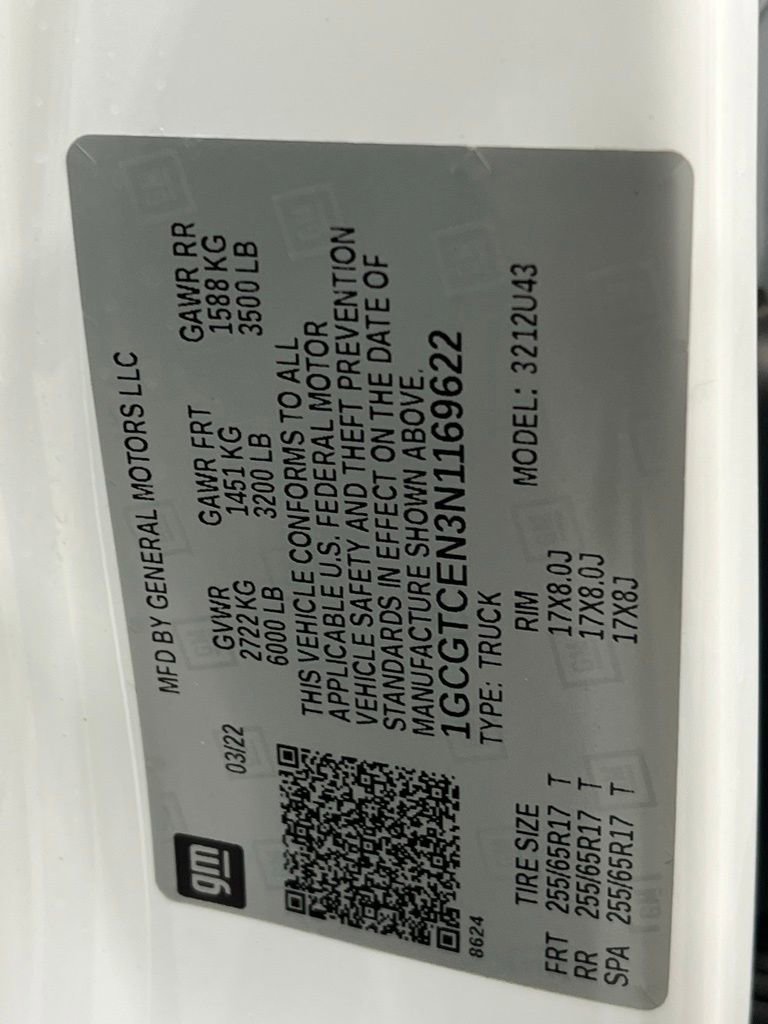 gm
03/22
MFD BY GENERAL MOTORS LLC
GVWR GAWR FRT GAWR RR
2722 KG 1451 KG 1588 KG
6000 LB 3200 LB 3500 LB
THIS VEHICLE CONFORMS TO ALL
APPLICABLE U.S. FEDERAL MOTOR
VEHICLE SAFETY AND THEFT PREVENTION
STANDARDS IN EFFECT ON THE DATE OF
MANUFACTURE SHOWN ABOVE.
1GCGTCEN3N1169622
8624
TYPE: TRUCK MODEL: 3212U43
TIRE SIZE RIM
FRT 255/65R17 T 17X8.0J
RR 255/65R17 T 17X8.0J
SPA 255/65R17 T 17X8J